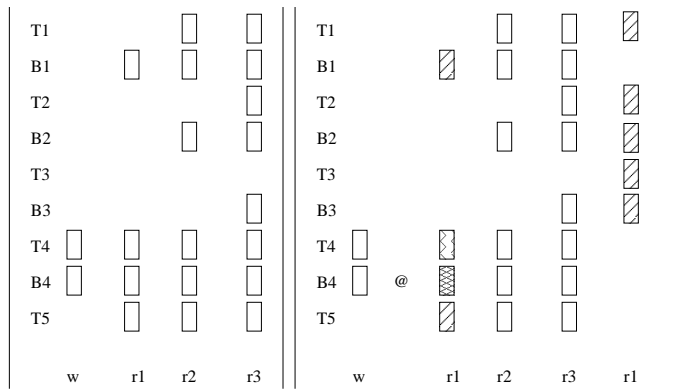 T1 T1
B1 B1
T2 T2
B2 B2
T3 T3
B3 B3
T4 T4
B4 B4 @
T5 T5
w r1 r2 r3 w r1 r2 r3 r1